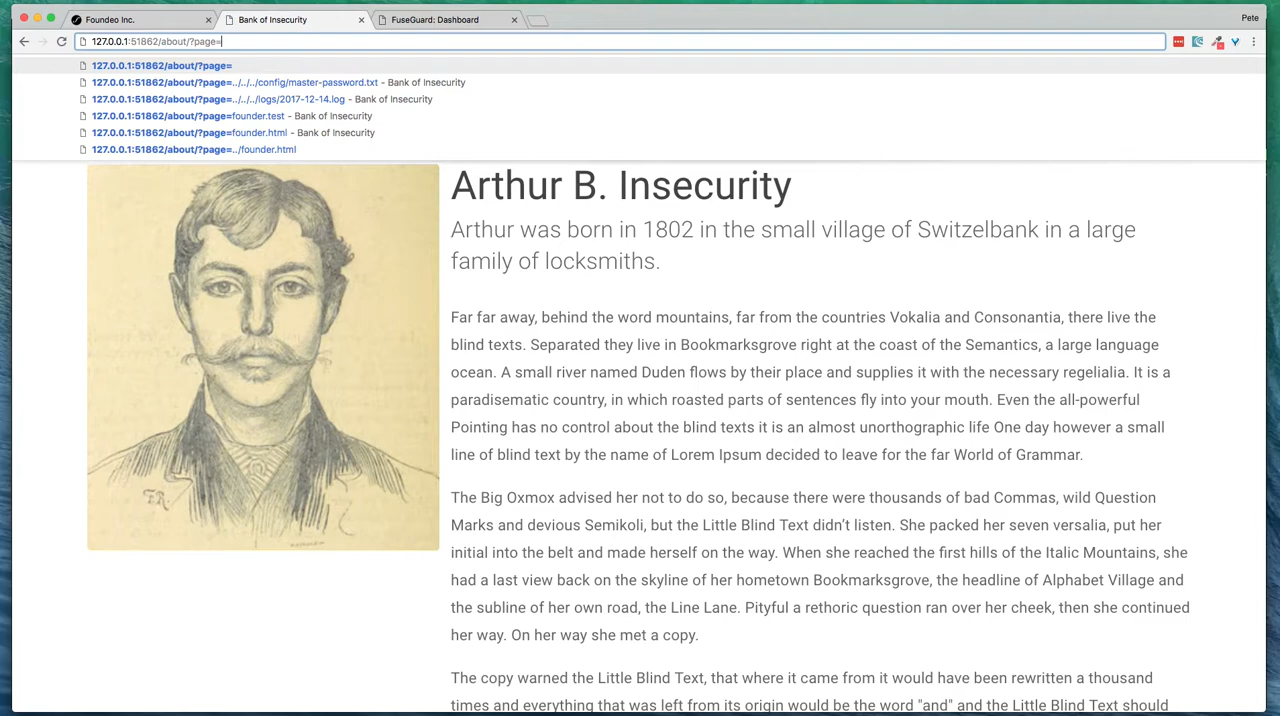 Foundeo Inc.
Bank of Insecurity
FuseGuard: Dashboard
Pete
127.0.0.1:51862/about/?page=
127.0.0.1:51862/about/?page=
127.0.0.1:51862/about/?page=../../../config/master-password.txt - Bank of Insecurity
127.0.0.1:51862/about/?page=../../../logs/2017-12-14.log - Bank of Insecurity
127.0.0.1:51862/about/?page=founder.test - Bank of Insecurity
127.0.0.1:51862/about/?page=founder.html - Bank of Insecurity
127.0.0.1:51862/about/?page=../founder.html
Arthur B. Insecurity
Arthur was born in 1802 in the small village of Switzelbank in a large
family of locksmiths.
Far far away, behind the word mountains, far from the countries Vokalia and Consonantia, there live the
blind texts. Separated they live in Bookmarksgrove right at the coast of the Semantics, a large language
ocean. A small river named Duden flows by their place and supplies it with the necessary regelialia. It is a
paradisematic country, in which roasted parts of sentences fly into your mouth. Even the all-powerful
Pointing has no control about the blind texts it is an almost unorthographic life One day however a small
line of blind text by the name of Lorem Ipsum decided to leave for the far World of Grammar.
The Big Oxmox advised her not to do so, because there were thousands of bad Commas, wild Question
Marks and devious Semikoli, but the Little Blind Text didn't listen. She packed her seven versalia, put her
initial into the belt and made herself on the way. When she reached the first hills of the Italic Mountains, she
had a last view back on the skyline of her hometown Bookmarksgrove, the headline of Alphabet Village and
the subline of her own road, the Line Lane. Pityful a rethoric question ran over her cheek, then she continued
her way. On her way she met a copy.
The copy warned the Little Blind Text, that where it came from it would have been rewritten a thousand
times and everything that was left from its origin would be the word "and" and the Little Blind Text should